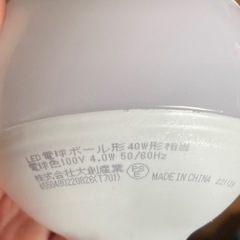 LED電球ボール形40W形相当
電球色100V 4.0W 50/60Hz
株式会社大創産業
MADE IN CHINA